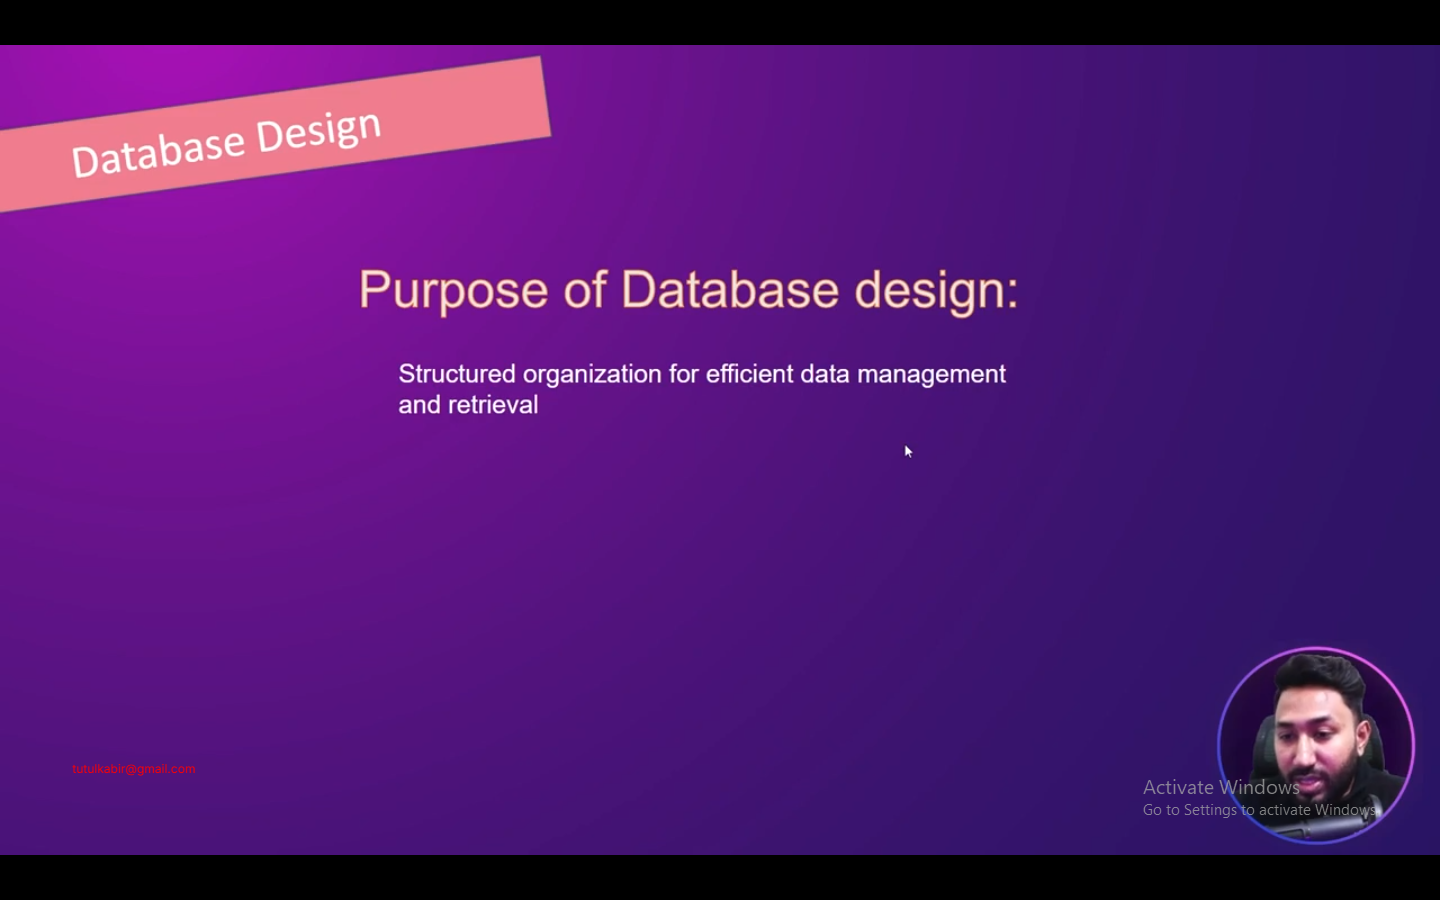 Database Design
Purpose of Database design:
Structured organization for efficient data management
and retrieval
tutulkabir@gmail.com
Activate Windows
Go to Settings to activate Windows.